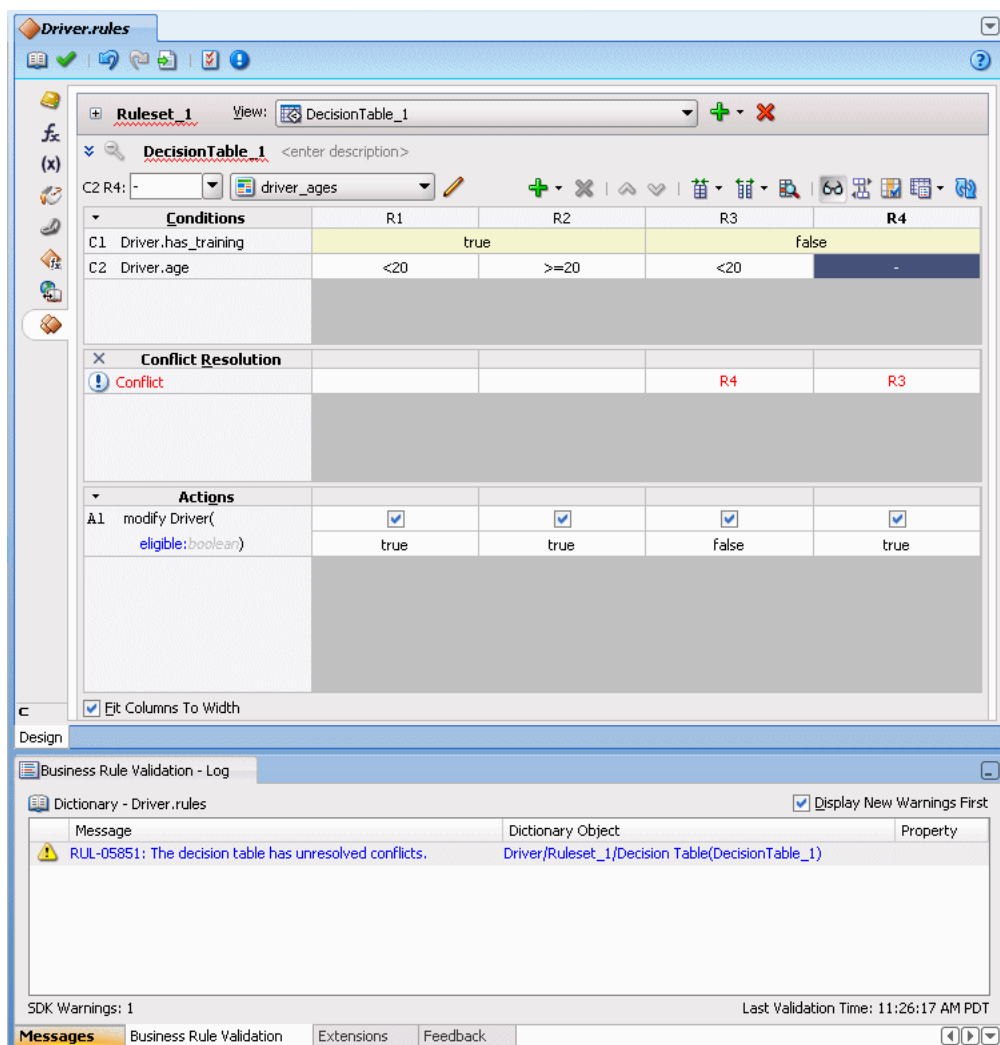 Driver.rules
Ruleset_1 View: DecisionTable_1
DecisionTable_1 <enter description>
C2 R4: - driver_ages
Conditions R1 R2 R3 R4
C1 Driver.has_training true false
C2 Driver.age <20 >=20 <20 -
Conflict Resolution
Conflict R4 R3
Actions
A1 modify Driver(
eligible:boolean) true true false true
Fit Columns To Width
Design
Business Rule Validation - Log
Dictionary - Driver.rules Display New Warnings First
Message Dictionary Object Property
RUL-05851: The decision table has unresolved conflicts. Driver/Ruleset_1/Decision Table(DecisionTable_1)
SDK Warnings: 1 Last Validation Time: 11:26:17 AM PDT
Messages Business Rule Validation Extensions Feedback